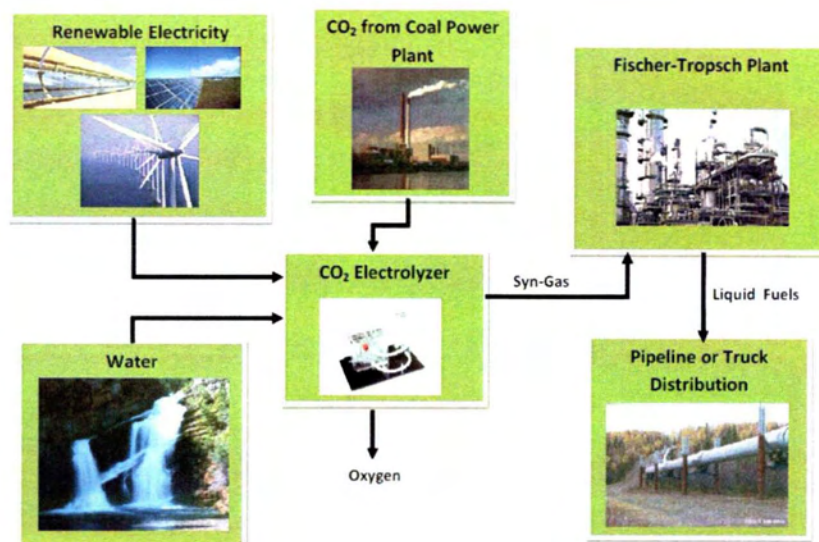 Renewable Electricity
CO₂ from Coal Power
Plant
Fischer-Tropsch Plant
CO₂ Electrolyzer
Syn-Gas
Liquid Fuels
Water
Pipeline or Truck
Distribution
Oxygen